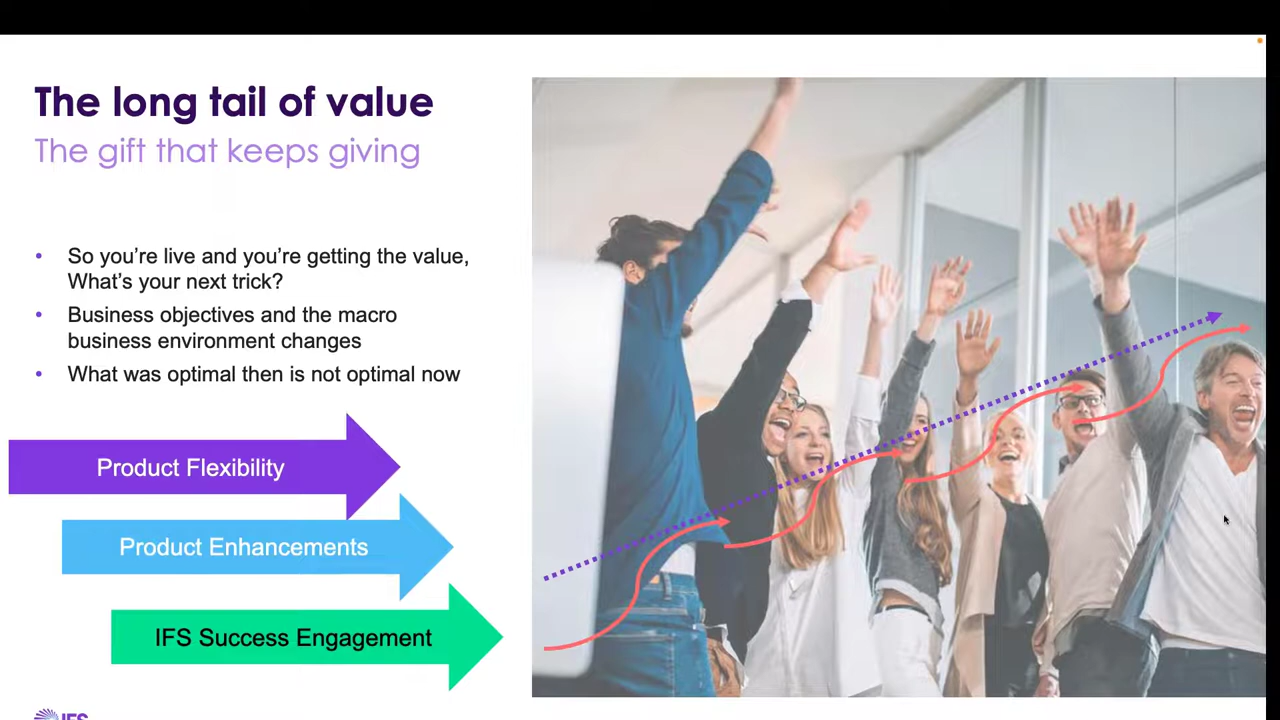 The long tail of value
The gift that keeps giving
• So you’re live and you’re getting the value,
What’s your next trick?
• Business objectives and the macro
business environment changes
• What was optimal then is not optimal now
Product Flexibility
Product Enhancements
IFS Success Engagement
IFS